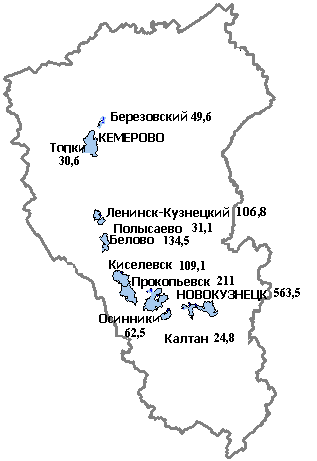 Березовский 49,6
КЕМЕРОВО
Топки
30,6
Ленинск-Кузнецкий 106,8
Полысаево 31,1
Белово 134,5
Киселевск 109,1
Прокопьевск 211
НОВОКУЗНЕЦК 563,5
Осинники
62,5
Калтан 24,8